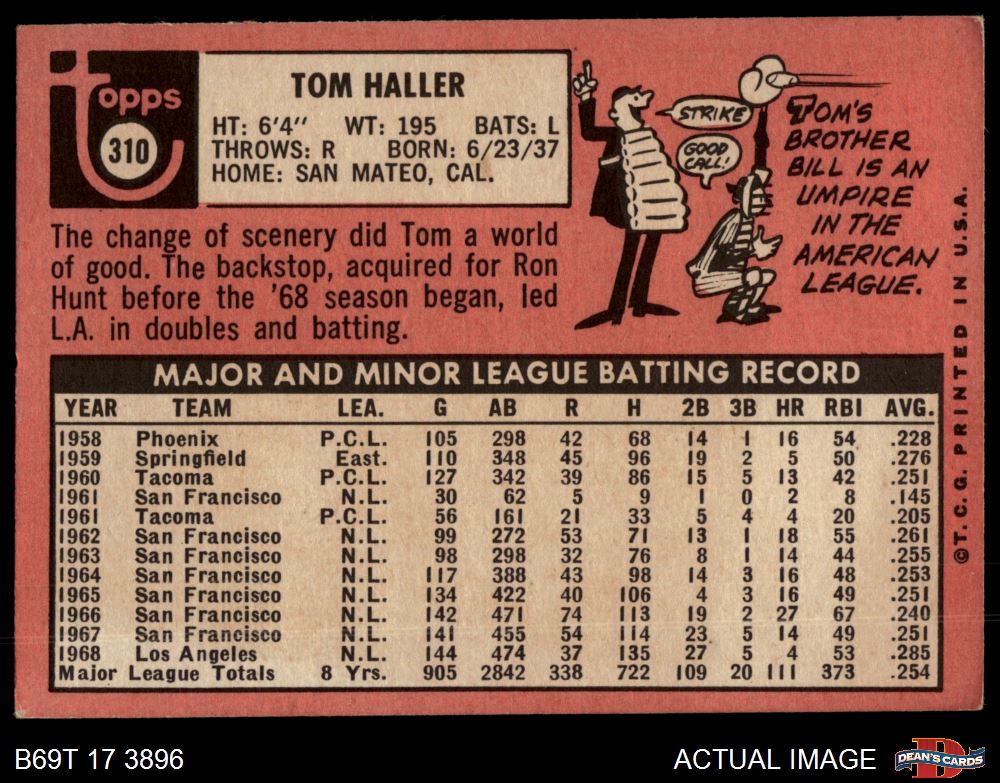 Topps
310
TOM HALLER
HT: 6'4" WT: 195 BATS: L
THROWS: R BORN: 6/23/37
HOME: SAN MATEO, CAL.
The change of scenery did Tom a world
of good. The backstop, acquired for Ron
Hunt before the '68 season began, led
L.A. in doubles and batting.
STRIKE
GOOD
CALL!
TOM'S
BROTHER
BILL IS AN
UMPIRE
IN THE
AMERICAN
LEAGUE.
MAJOR AND MINOR LEAGUE BATTING RECORD
YEAR TEAM LEA. G AB R H 2B 3B HR RBI AVG.
1958 Phoenix P.C.L. 105 298 42 68 14 1 16 54 .228
1959 Springfield East. 110 348 45 96 19 2 5 50 .276
1960 Tacoma P.C.L. 127 342 39 86 15 5 13 42 .251
1961 San Francisco N.L. 30 62 5 9 1 0 2 8 .145
1961 Tacoma P.C.L. 56 161 21 33 5 4 4 20 .205
1962 San Francisco N.L. 99 272 53 71 13 1 18 55 .261
1963 San Francisco N.L. 98 298 32 76 8 1 14 44 .255
1964 San Francisco N.L. 117 388 43 98 14 3 16 48 .253
1965 San Francisco N.L. 134 422 40 106 4 3 16 49 .251
1966 San Francisco N.L. 142 471 74 113 19 2 27 67 .240
1967 San Francisco N.L. 141 455 54 114 23 5 14 49 .251
1968 Los Angeles N.L. 144 474 37 135 27 5 4 53 .285
Major League Totals 8 Yrs. 905 2842 338 722 109 20 111 373 .254
©T.C.G. PRINTED IN U.S.A.
B69T 17 3896
ACTUAL IMAGE
D
DEAN'S CARDS